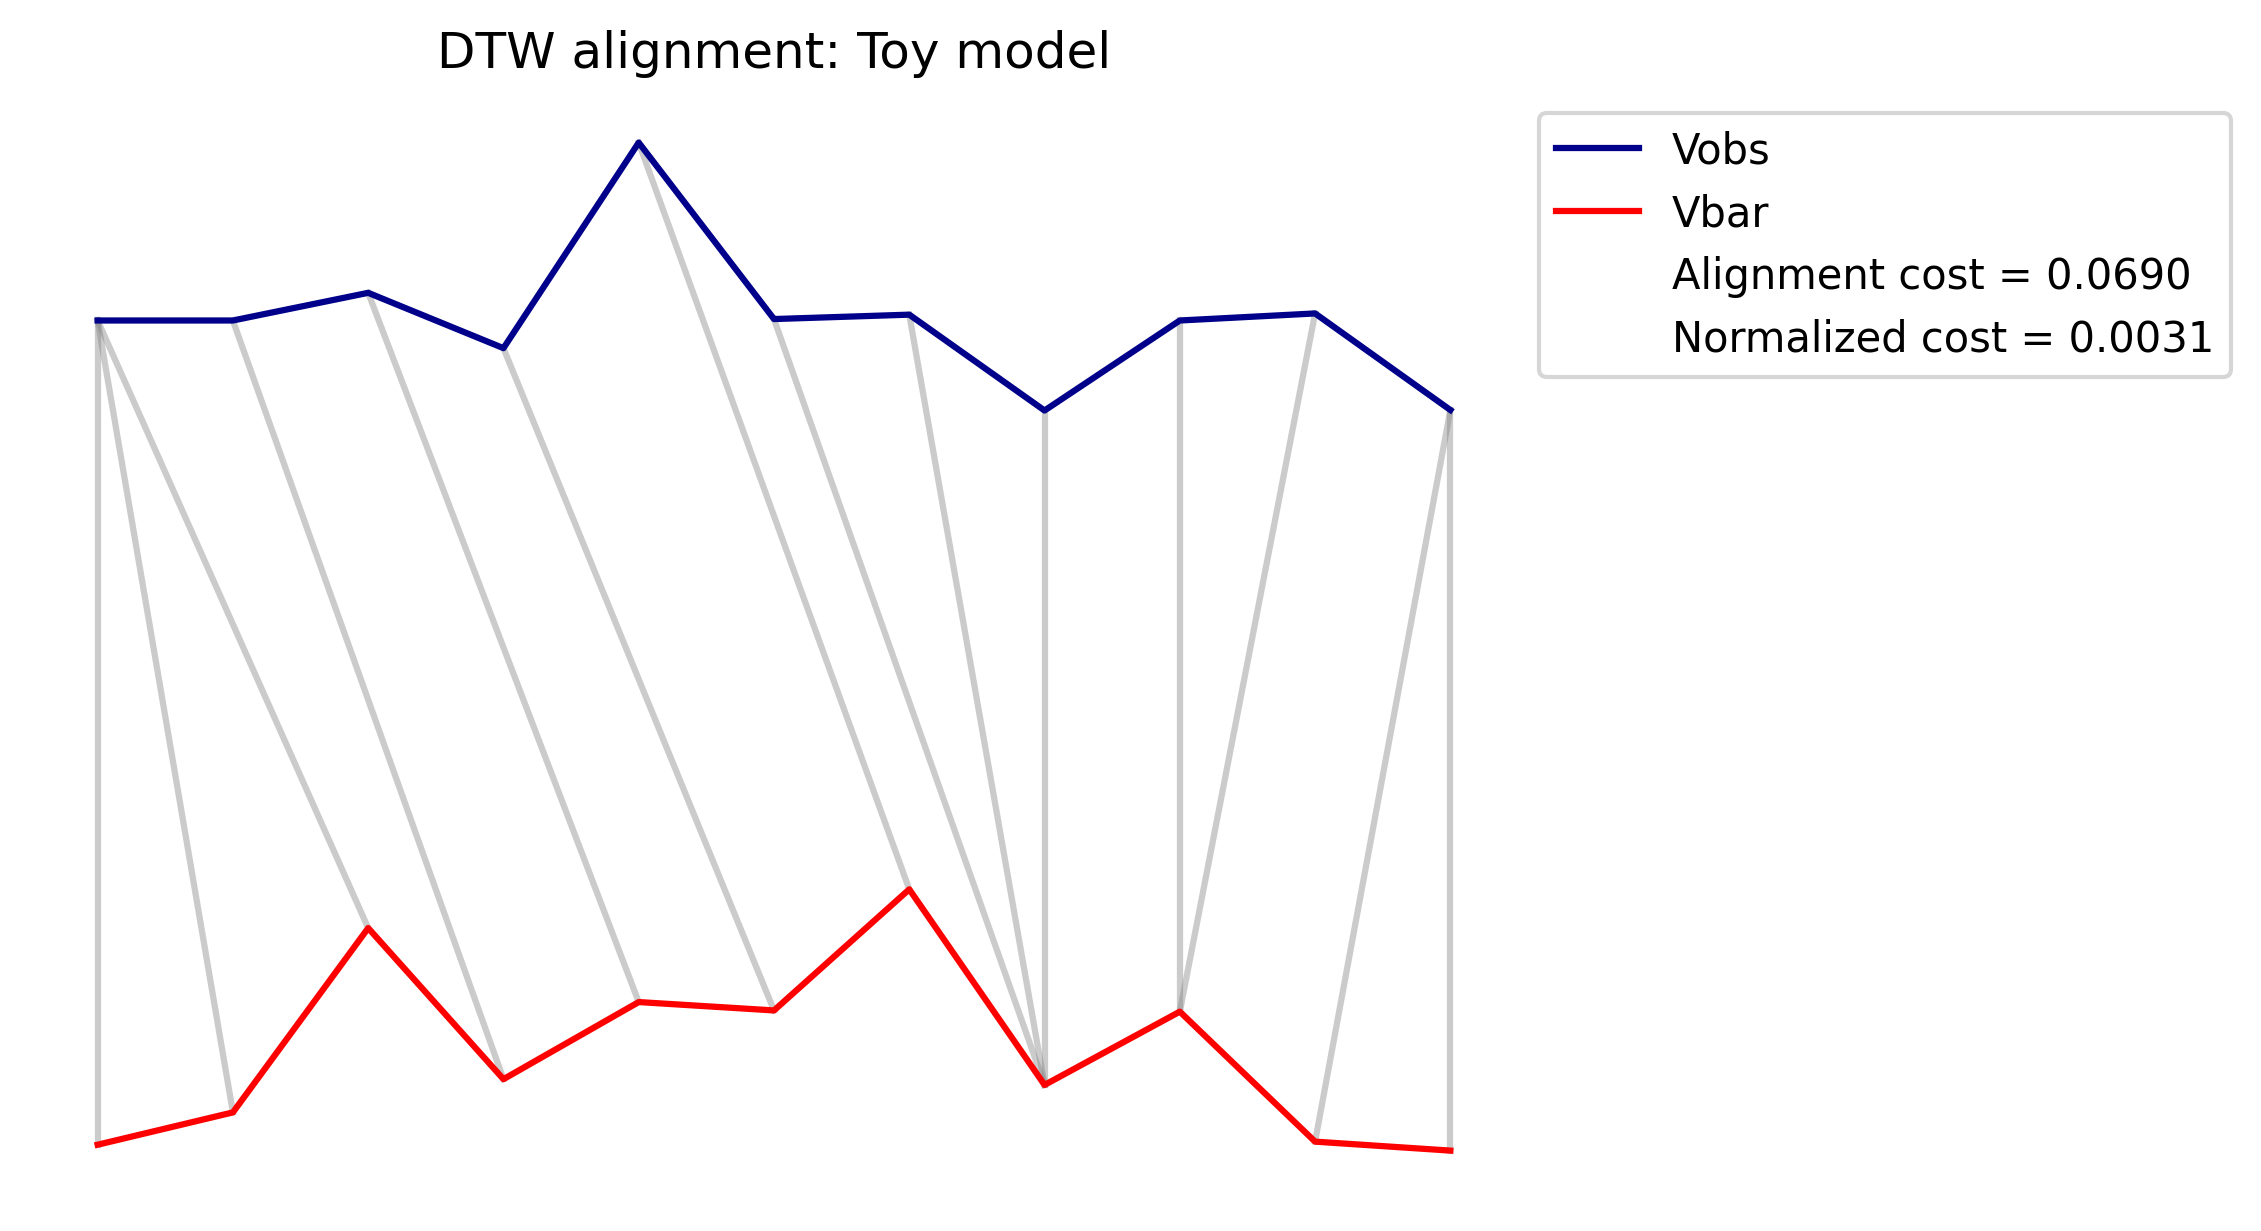 DTW alignment: Toy model
Vobs
Vbar
Alignment cost = 0.0690
Normalized cost = 0.0031